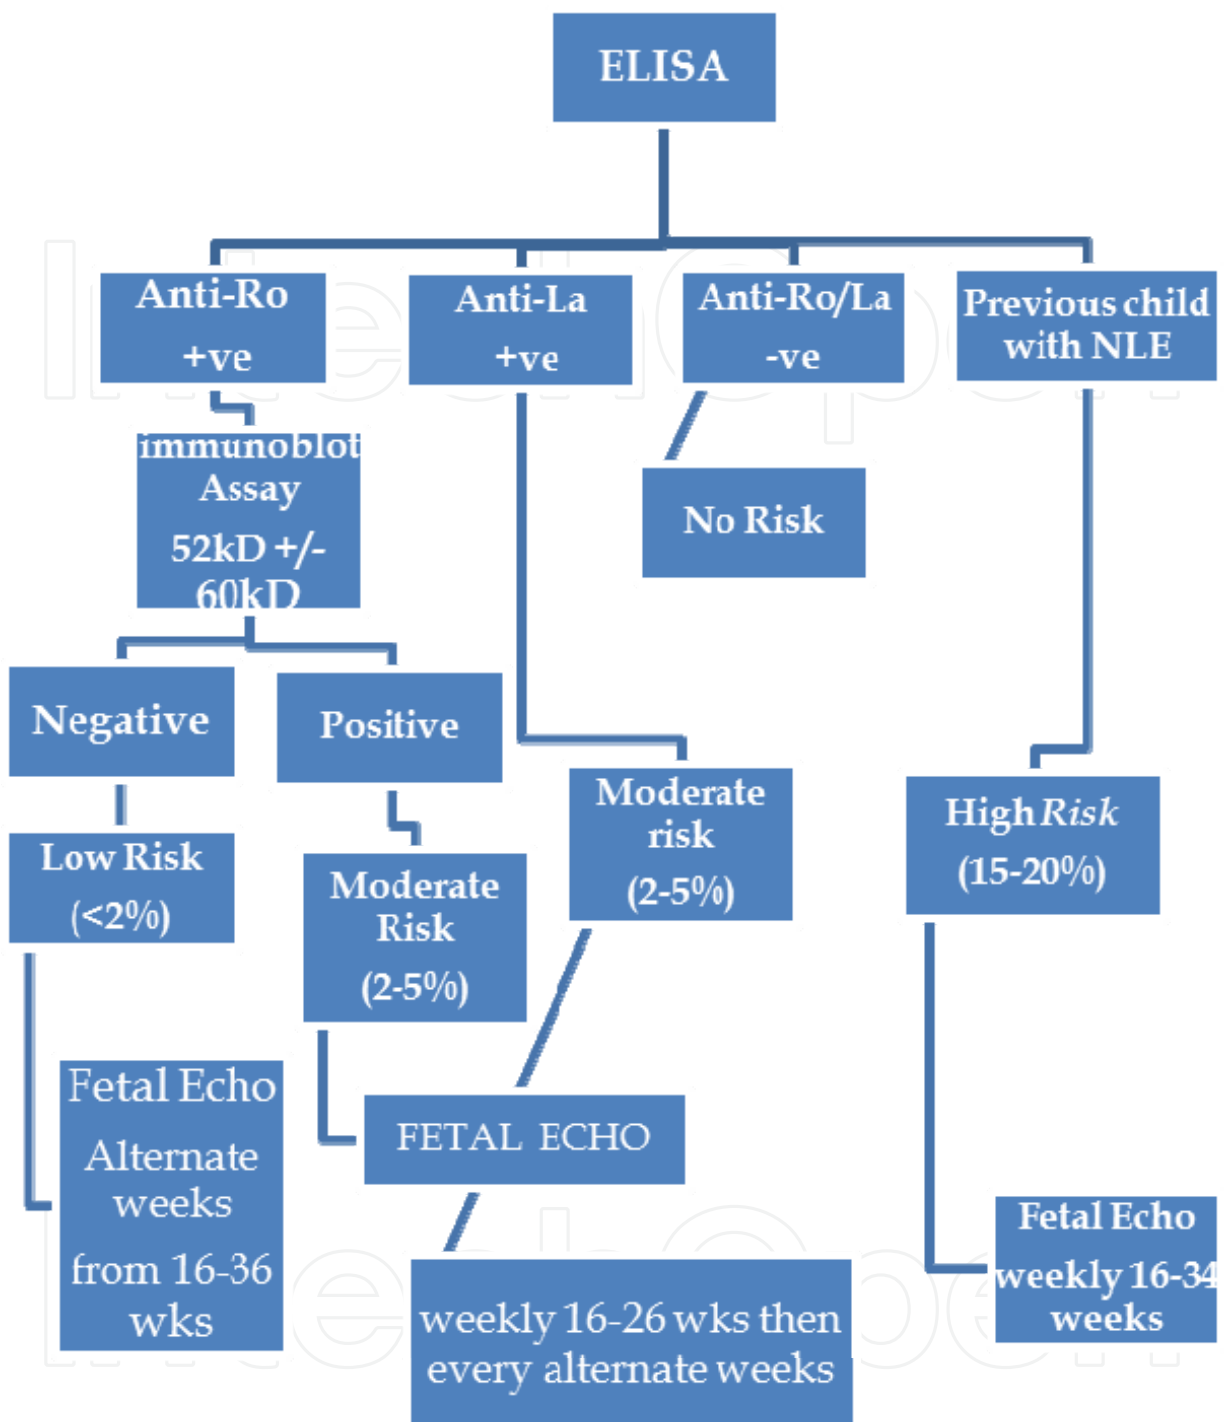 ELISA
Anti-Ro
+ve
Anti-La
+ve
Anti-Ro/La
-ve
Previous child
with NLE
immunoblot
Assay
52kD +/-
60kD
No Risk
Negative
Positive
Low Risk
(<2%)
Moderate
Risk
(2-5%)
Moderate
risk
(2-5%)
High Risk
(15-20%)
Fetal Echo
Alternate
weeks
from 16-36
wks
FETAL ECHO
weekly 16-26 wks then
every alternate weeks
Fetal Echo
weekly 16-34
weeks
IntechOpen
IntechOpen